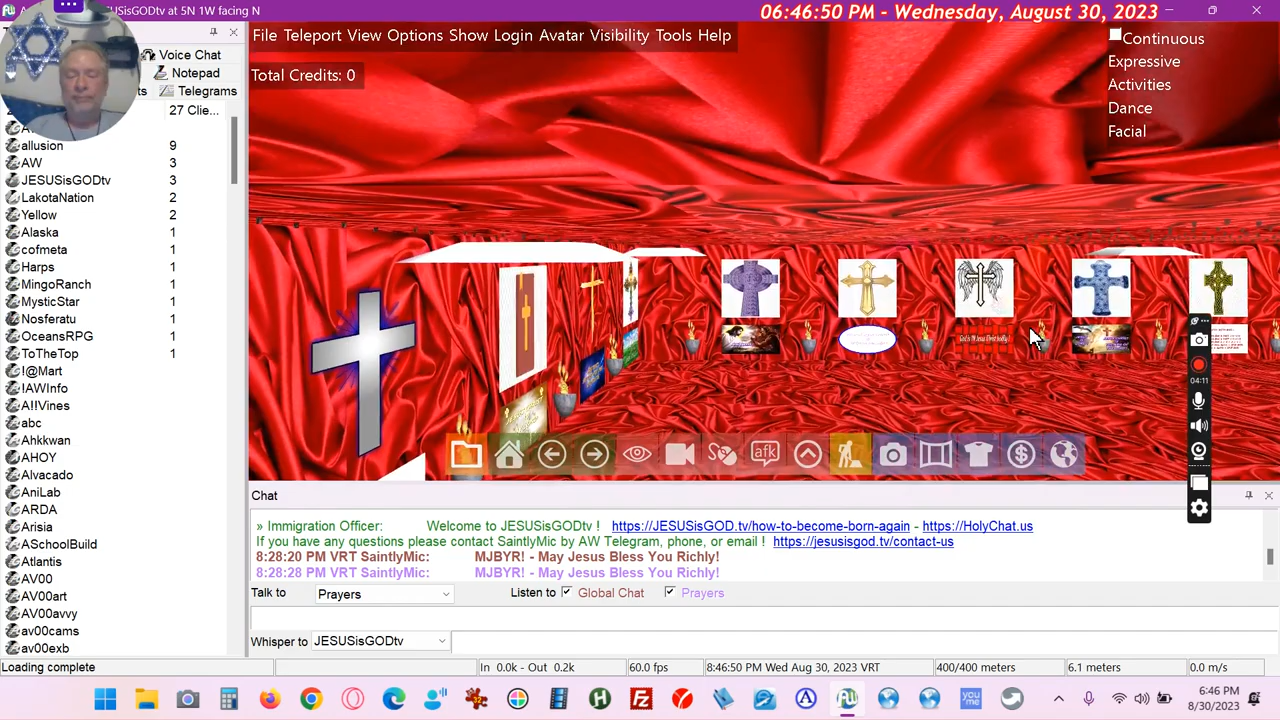 JESUSisGODtv at 5N 1W facing N
06:46:50 PM - Wednesday, August 30, 2023
File Teleport View Options Show Login Avatar Visibility Tools Help
Total Credits: 0
Continuous
Expressive
Activities
Dance
Facial
Voice Chat
Notepad
Telegrams
27 Clie...
allusion 9
AW 3
JESUSisGODtv 3
LakotaNation 2
Yellow 2
Alaska 1
cofmeta 1
Harps 1
MingoRanch 1
MysticStar 1
Nosferatu 1
OceansRPG 1
ToTheTop 1
!@Mart
!AWInfo
A!!Vines
abc
Ahkkwan
AHOY
Alvacado
AniLab
ARDA
Arisia
ASchoolBuild
Atlantis
AV00
AV00art
AV00avvy
av00cams
av00exb
afk
04:11
Chat
» Immigration Officer: Welcome to JESUSisGODtv ! https://JESUSisGOD.tv/how-to-become-born-again - https://HolyChat.us
If you have any questions please contact SaintlyMic by AW Telegram, phone, or email ! https://jesusisgod.tv/contact-us
8:28:20 PM VRT SaintlyMic: MJBYR! - May Jesus Bless You Richly!
8:28:28 PM VRT SaintlyMic: MJBYR! - May Jesus Bless You Richly!
Talk to Prayers Listen to Global Chat Prayers
Whisper to JESUSisGODtv
Loading complete In 0.0k - Out 0.2k 60.0 fps 8:46:50 PM Wed Aug 30, 2023 VRT 400/400 meters 6.1 meters 0.0 m/s
6:46 PM
8/30/2023